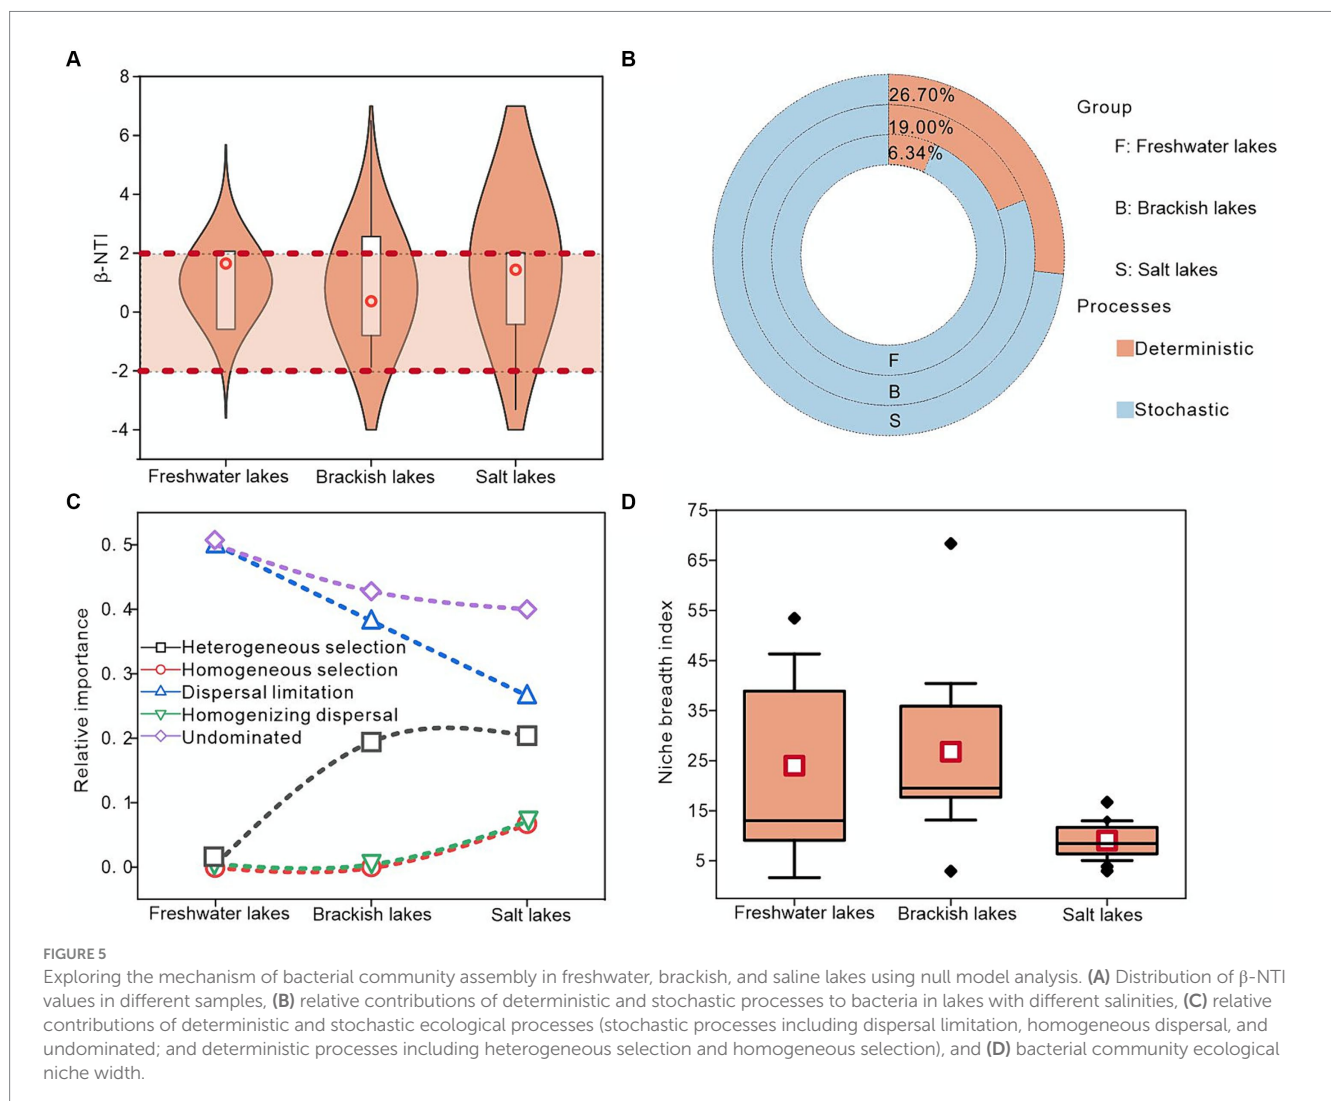 A
8
6
4
2
0
-2
-4
β-NTI
Freshwater lakes
Brackish lakes
Salt lakes
B
26.70%
19.00%
6.34%
F
B
S
Group
F: Freshwater lakes
B: Brackish lakes
S: Salt lakes
Processes
Deterministic
Stochastic
C
0. 5
0. 4
0. 3
0. 2
0. 1
0. 0
Relative importance
Heterogeneous selection
Homogeneous selection
Dispersal limitation
Homogenizing dispersal
Undominated
Freshwater lakes
Brackish lakes
Salt lakes
D
75
65
55
45
35
25
15
5
Niche breadth index
Freshwater lakes
Brackish lakes
Salt lakes
FIGURE 5
Exploring the mechanism of bacterial community assembly in freshwater, brackish, and saline lakes using null model analysis. (A) Distribution of β-NTI
values in different samples, (B) relative contributions of deterministic and stochastic processes to bacteria in lakes with different salinities, (C) relative
contributions of deterministic and stochastic ecological processes (stochastic processes including dispersal limitation, homogeneous dispersal, and
undominated; and deterministic processes including heterogeneous selection and homogeneous selection), and (D) bacterial community ecological
niche width.